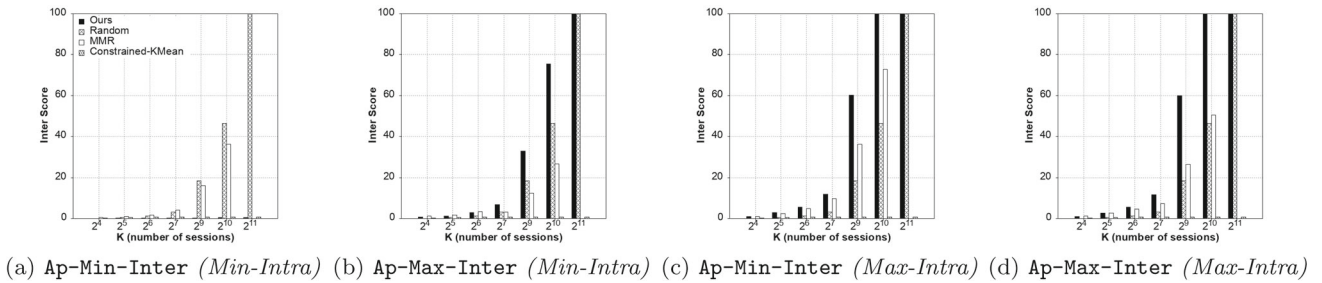 100
80
60
40
20
0
Inter Score
Ours
Random
MMR
Constrained-KMean
2^4 2^5 2^6 2^7 2^9 2^10 2^11
K (number of sessions)
100
80
60
40
20
0
Inter Score
2^4 2^5 2^6 2^7 2^9 2^10 2^11
K (number of sessions)
100
80
60
40
20
0
Inter Score
2^4 2^5 2^6 2^7 2^9 2^10 2^11
K (number of sessions)
100
80
60
40
20
0
Inter Score
2^4 2^5 2^6 2^7 2^9 2^10 2^11
K (number of sessions)
(a) Ap-Min-Inter (Min-Intra) (b) Ap-Max-Inter (Min-Intra) (c) Ap-Min-Inter (Max-Intra) (d) Ap-Max-Inter (Max-Intra)